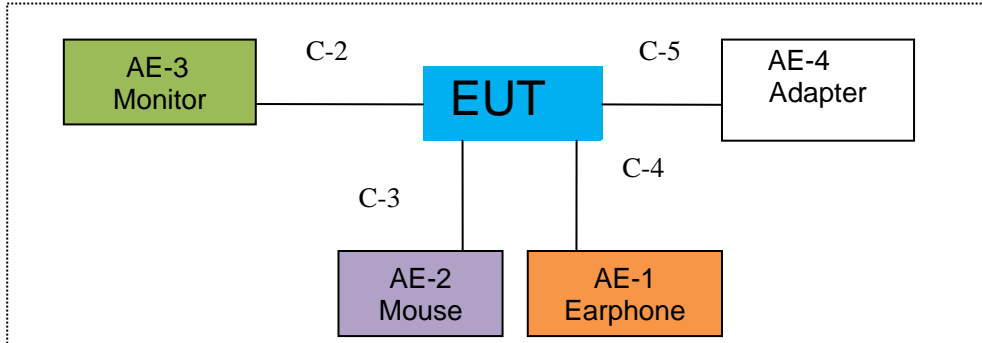 AE-3
Monitor
C-2
EUT
C-5
AE-4
Adapter
C-3
C-4
AE-2
Mouse
AE-1
Earphone